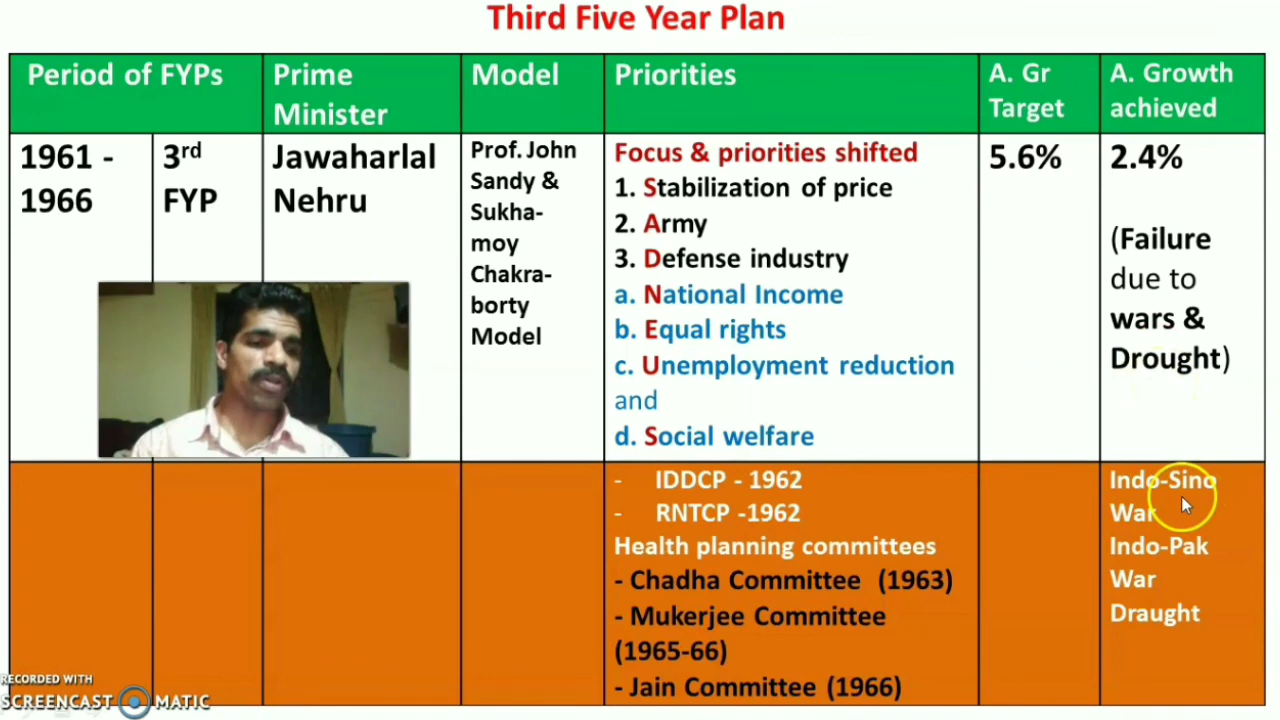 Third Five Year Plan
Period of FYPs
Prime
Minister
Model
Priorities
A. Gr
Target
A. Growth
achieved
1961 -
1966
3rd
FYP
Jawaharlal
Nehru
Prof. John
Sandy &
Sukha-
moy
Chakra-
borty
Model
Focus & priorities shifted
1. Stabilization of price
2. Army
3. Defense industry
a. National Income
b. Equal rights
c. Unemployment reduction
and
d. Social welfare
5.6%
2.4%
(Failure
due to
wars &
Drought)
- IDDCP - 1962
- RNTCP -1962
Health planning committees
- Chadha Committee (1963)
- Mukerjee Committee
(1965-66)
- Jain Committee (1966)
Indo-Sino
War
Indo-Pak
War
Draught
RECORDED WITH
SCREENCAST MATIC